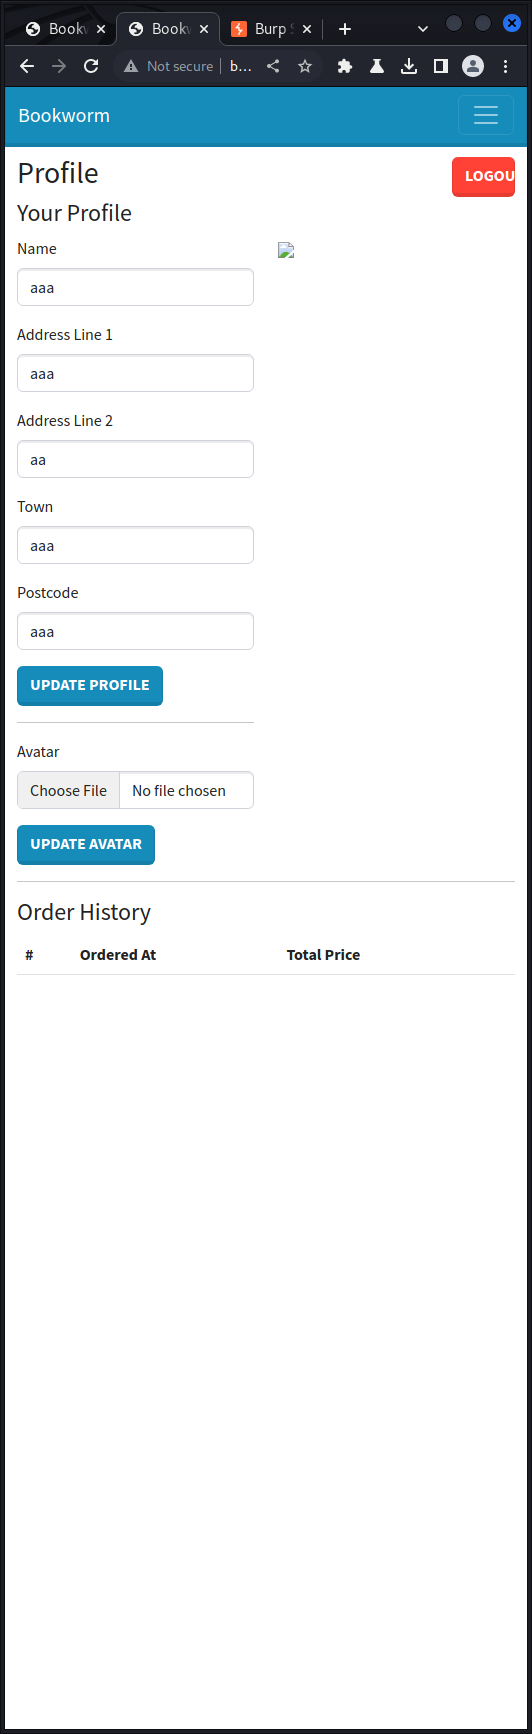 Bookw
Bookw
Burp S
Not secure
b...
Bookworm
Profile
LOGOU
Your Profile
Name
aaa
Address Line 1
aaa
Address Line 2
aa
Town
aaa
Postcode
aaa
UPDATE PROFILE
Avatar
Choose File
No file chosen
UPDATE AVATAR
Order History
# Ordered At Total Price